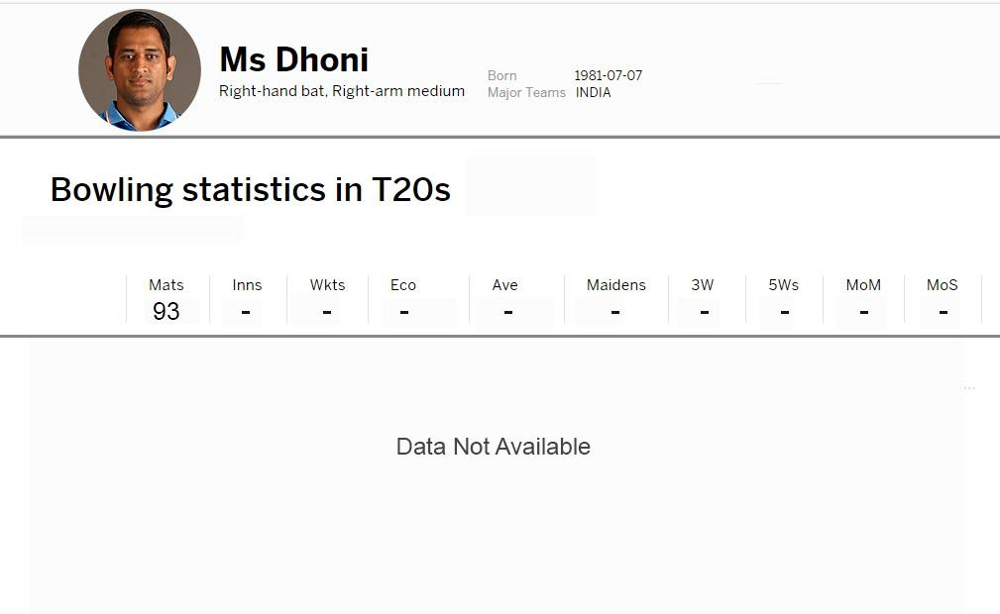 Ms Dhoni
Right-hand bat, Right-arm medium
Born 1981-07-07
Major Teams INDIA
Bowling statistics in T20s
Mats Inns Wkts Eco Ave Maidens 3W 5Ws MoM MoS
93 - - - - - - - - -
...
Data Not Available